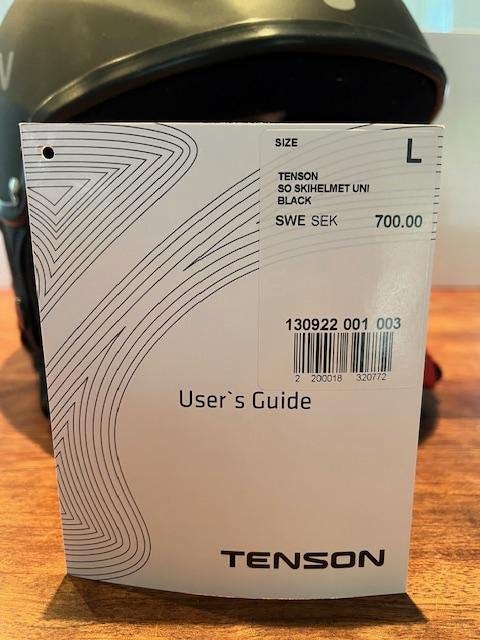 SIZE
L
TENSON
SO SKIHELMET UNI
BLACK
SWE SEK 700.00
130922 001 003
2 200018 320772
User`s Guide
TENSON